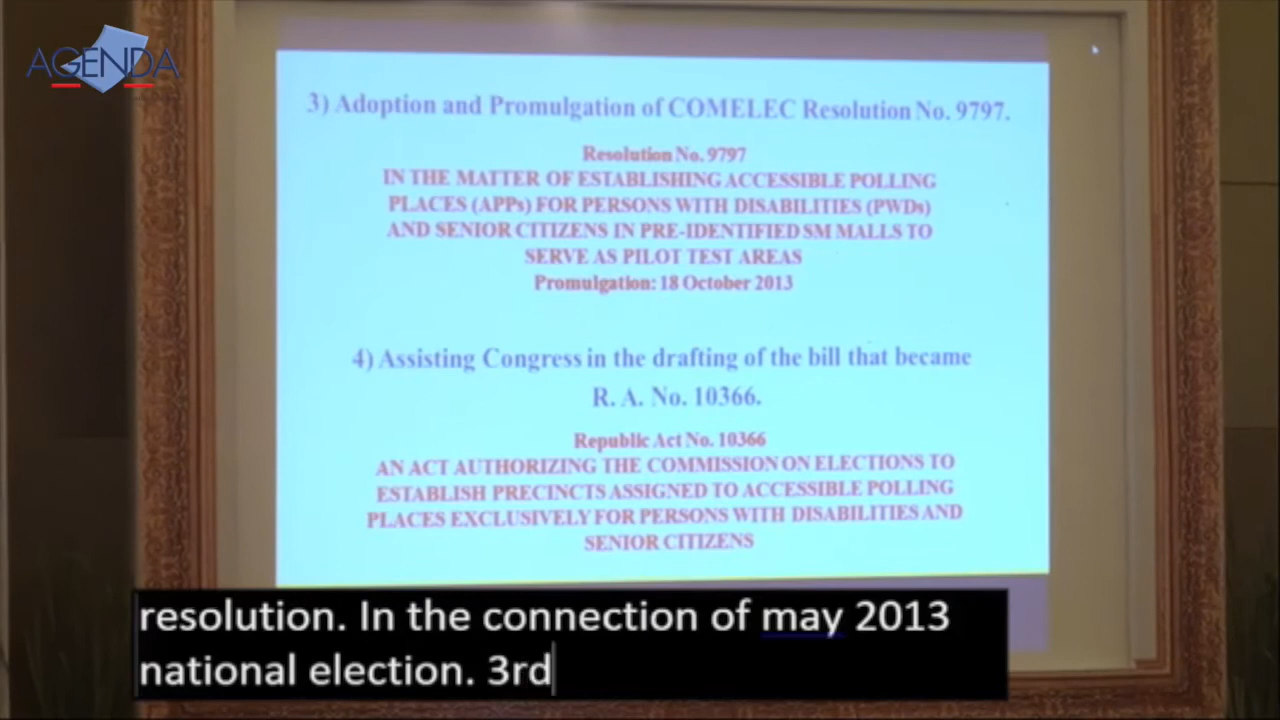 AGENDA
3) Adoption and Promulgation of COMELEC Resolution No. 9797.
Resolution No. 9797
IN THE MATTER OF ESTABLISHING ACCESSIBLE POLLING
PLACES (APPs) FOR PERSONS WITH DISABILITIES (PWDs)
AND SENIOR CITIZENS IN PRE-IDENTIFIED SM MALLS TO
SERVE AS PILOT TEST AREAS
Promulgation: 18 October 2013
4) Assisting Congress in the drafting of the bill that became
R. A. No. 10366.
Republic Act No. 10366
AN ACT AUTHORIZING THE COMMISSION ON ELECTIONS TO
ESTABLISH PRECINCTS ASSIGNED TO ACCESSIBLE POLLING
PLACES EXCLUSIVELY FOR PERSONS WITH DISABILITIES AND
SENIOR CITIZENS
resolution. In the connection of may 2013
national election. 3rd